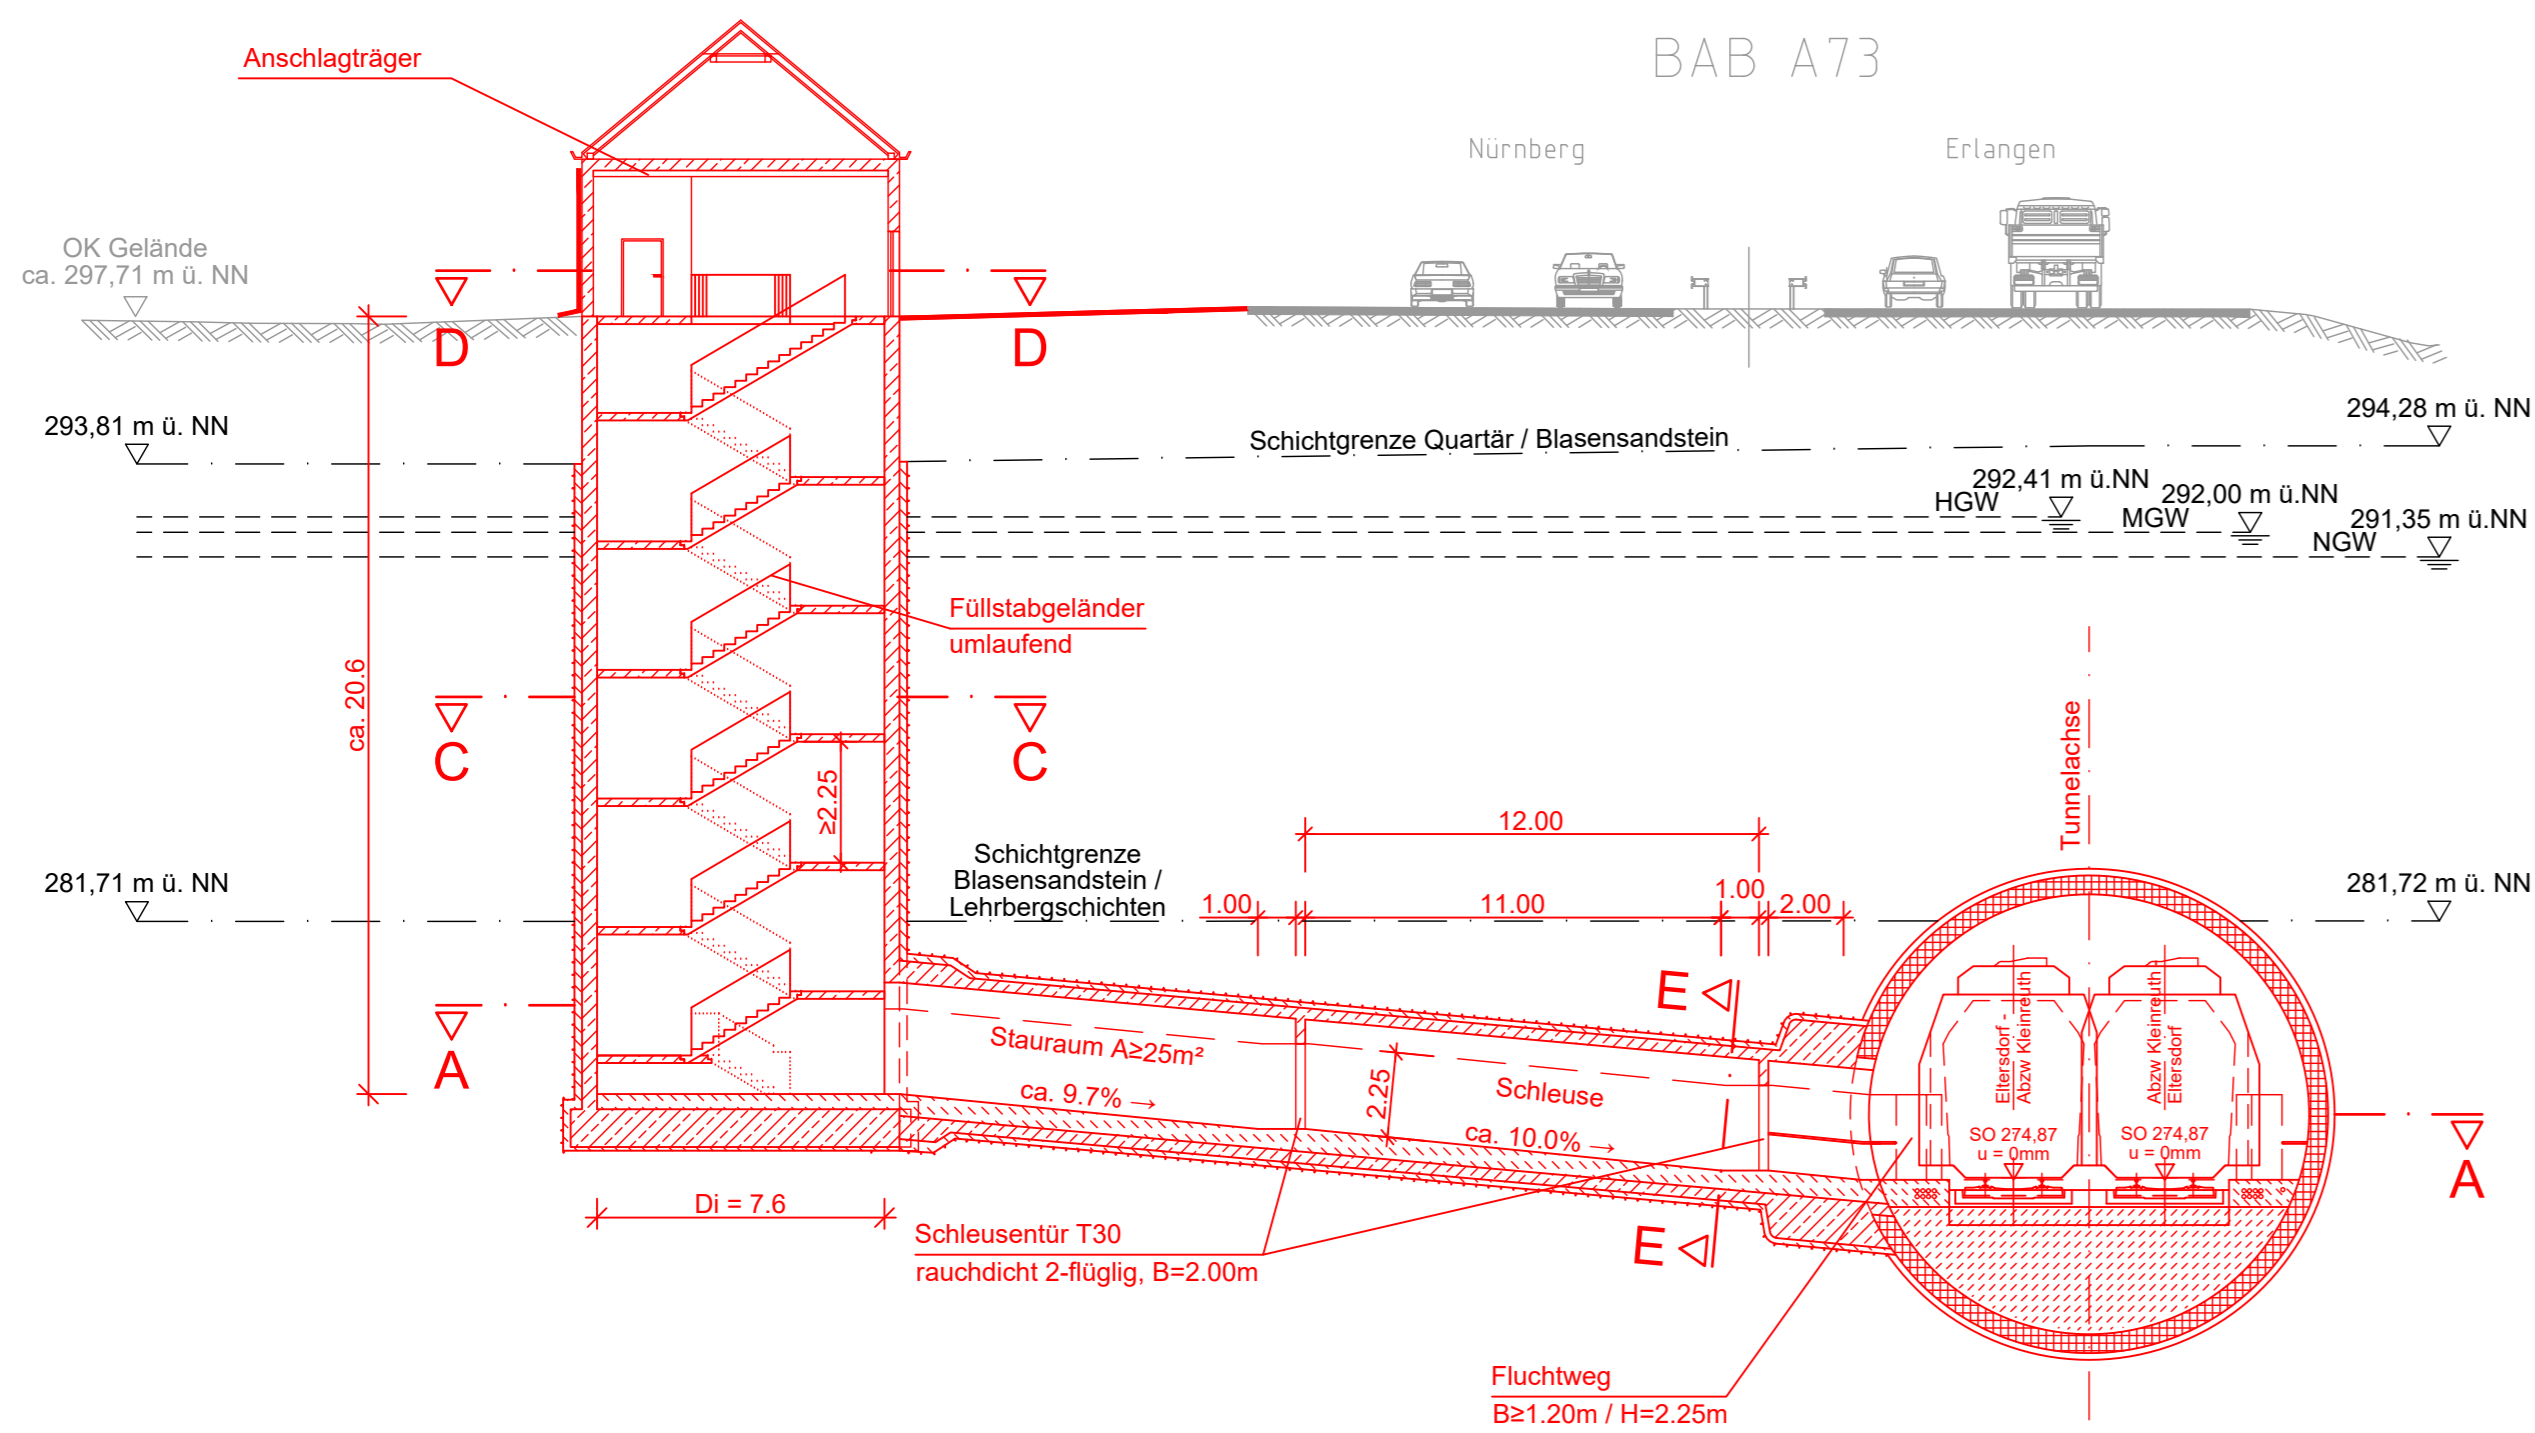 BAB A73
Anschlagträger
Nürnberg
Erlangen
OK Gelände
ca. 297,71 m ü. NN
D
D
293,81 m ü. NN
294,28 m ü. NN
Schichtgrenze Quartär / Blasensandstein
292,41 m ü.NN
HGW
292,00 m ü.NN
MGW
291,35 m ü.NN
NGW
Füllstabgeländer
umlaufend
ca. 20.6
C
C
≥2.25
Tunnelachse
12.00
Schichtgrenze
Blasensandstein /
Lehrbergschichten
281,71 m ü. NN
281,72 m ü. NN
1.00
11.00
1.00
2.00
E
A
Stauraum A≥25m²
ca. 9.7% →
2.25
Schleuse
ca. 10.0% →
Eltersdorf -
Abzw Kleinreuth
Abzw Kleinreuth -
Eltersdorf
SO 274,87
u = 0mm
SO 274,87
u = 0mm
A
Di = 7.6
Schleusentür T30
rauchdicht 2-flüglig, B=2.00m
E
Fluchtweg
B≥1.20m / H=2.25m